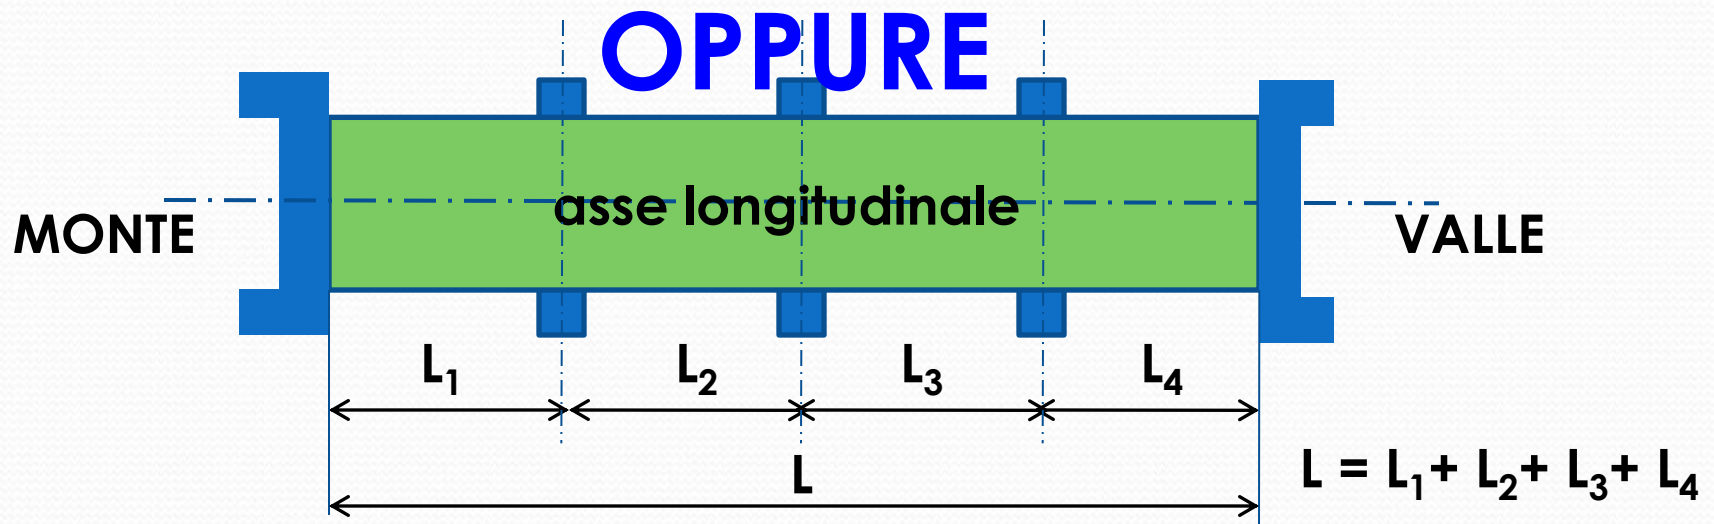 OPPURE
asse longitudinale
MONTE
VALLE
L₁
L₂
L₃
L₄
L
L = L₁+ L₂+ L₃+ L₄